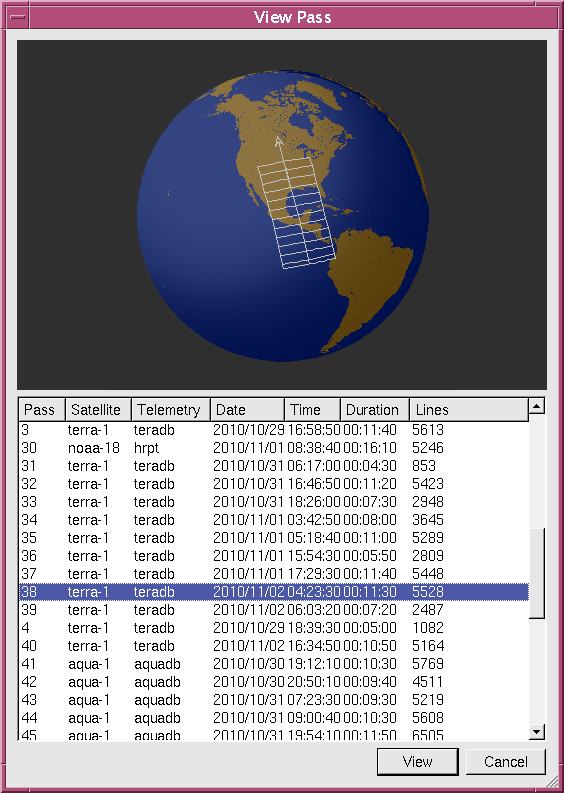 View Pass
Pass Satellite Telemetry Date Time Duration Lines
3 terra-1 teradb 2010/10/29 16:58:50 00:11:40 5613
30 noaa-18 hrpt 2010/11/01 08:38:40 00:16:10 5246
31 terra-1 teradb 2010/10/31 06:17:00 00:04:30 853
32 terra-1 teradb 2010/10/31 16:46:50 00:11:20 5423
33 terra-1 teradb 2010/10/31 18:26:00 00:07:30 2948
34 terra-1 teradb 2010/11/01 03:42:50 00:08:00 3645
35 terra-1 teradb 2010/11/01 05:18:40 00:11:00 5289
36 terra-1 teradb 2010/11/01 15:54:30 00:05:50 2809
37 terra-1 teradb 2010/11/01 17:29:30 00:11:40 5448
38 terra-1 teradb 2010/11/02 04:23:30 00:11:30 5528
39 terra-1 teradb 2010/11/02 06:03:20 00:07:20 2487
4 terra-1 teradb 2010/10/29 18:39:30 00:05:00 1082
40 terra-1 teradb 2010/11/02 16:34:50 00:10:50 5164
41 aqua-1 aquadb 2010/10/30 19:12:10 00:10:30 5769
42 aqua-1 aquadb 2010/10/30 20:50:10 00:09:40 4511
43 aqua-1 aquadb 2010/10/31 07:23:30 00:09:30 5219
44 aqua-1 aquadb 2010/10/31 09:00:40 00:10:30 5608
45 aqua-1 aquadb 2010/10/31 19:54:10 00:11:50 6505
View Cancel